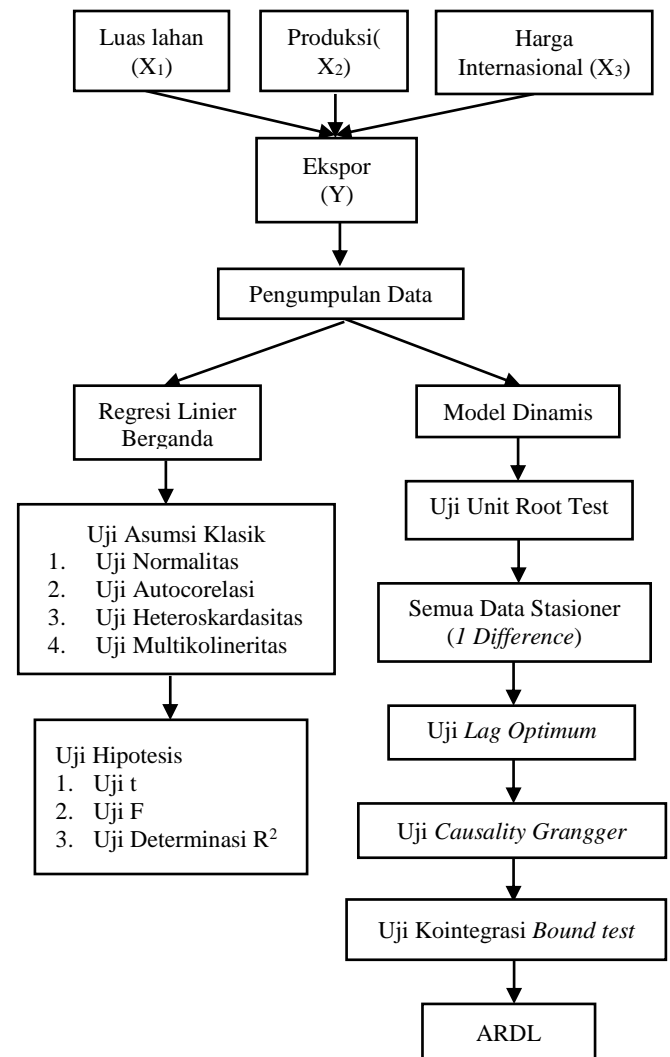 Luas lahan
(X₁)
Produksi(
X₂)
Harga
Internasional (X₃)
Ekspor
(Y)
Pengumpulan Data
Regresi Linier
Berganda
Model Dinamis
Uji Asumsi Klasik
1. Uji Normalitas
2. Uji Autocorelasi
3. Uji Heteroskardasitas
4. Uji Multikolineritas
Uji Unit Root Test
Semua Data Stasioner
(1 Difference)
Uji Hipotesis
1. Uji t
2. Uji F
3. Uji Determinasi R²
Uji Lag Optimum
Uji Causality Grangger
Uji Kointegrasi Bound test
ARDL